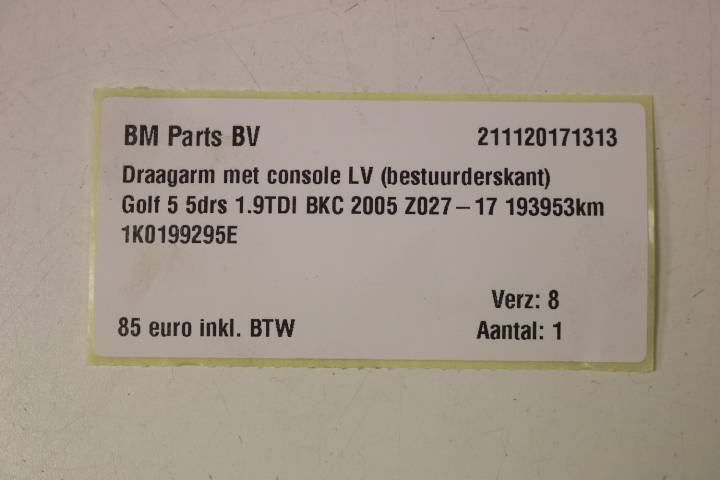 BM Parts BV 211120171313
Draagarm met console LV (bestuurderskant)
Golf 5 5drs 1.9TDI BKC 2005 Z027-17 193953km
1K0199295E
Verz: 8
85 euro inkl. BTW Aantal: 1